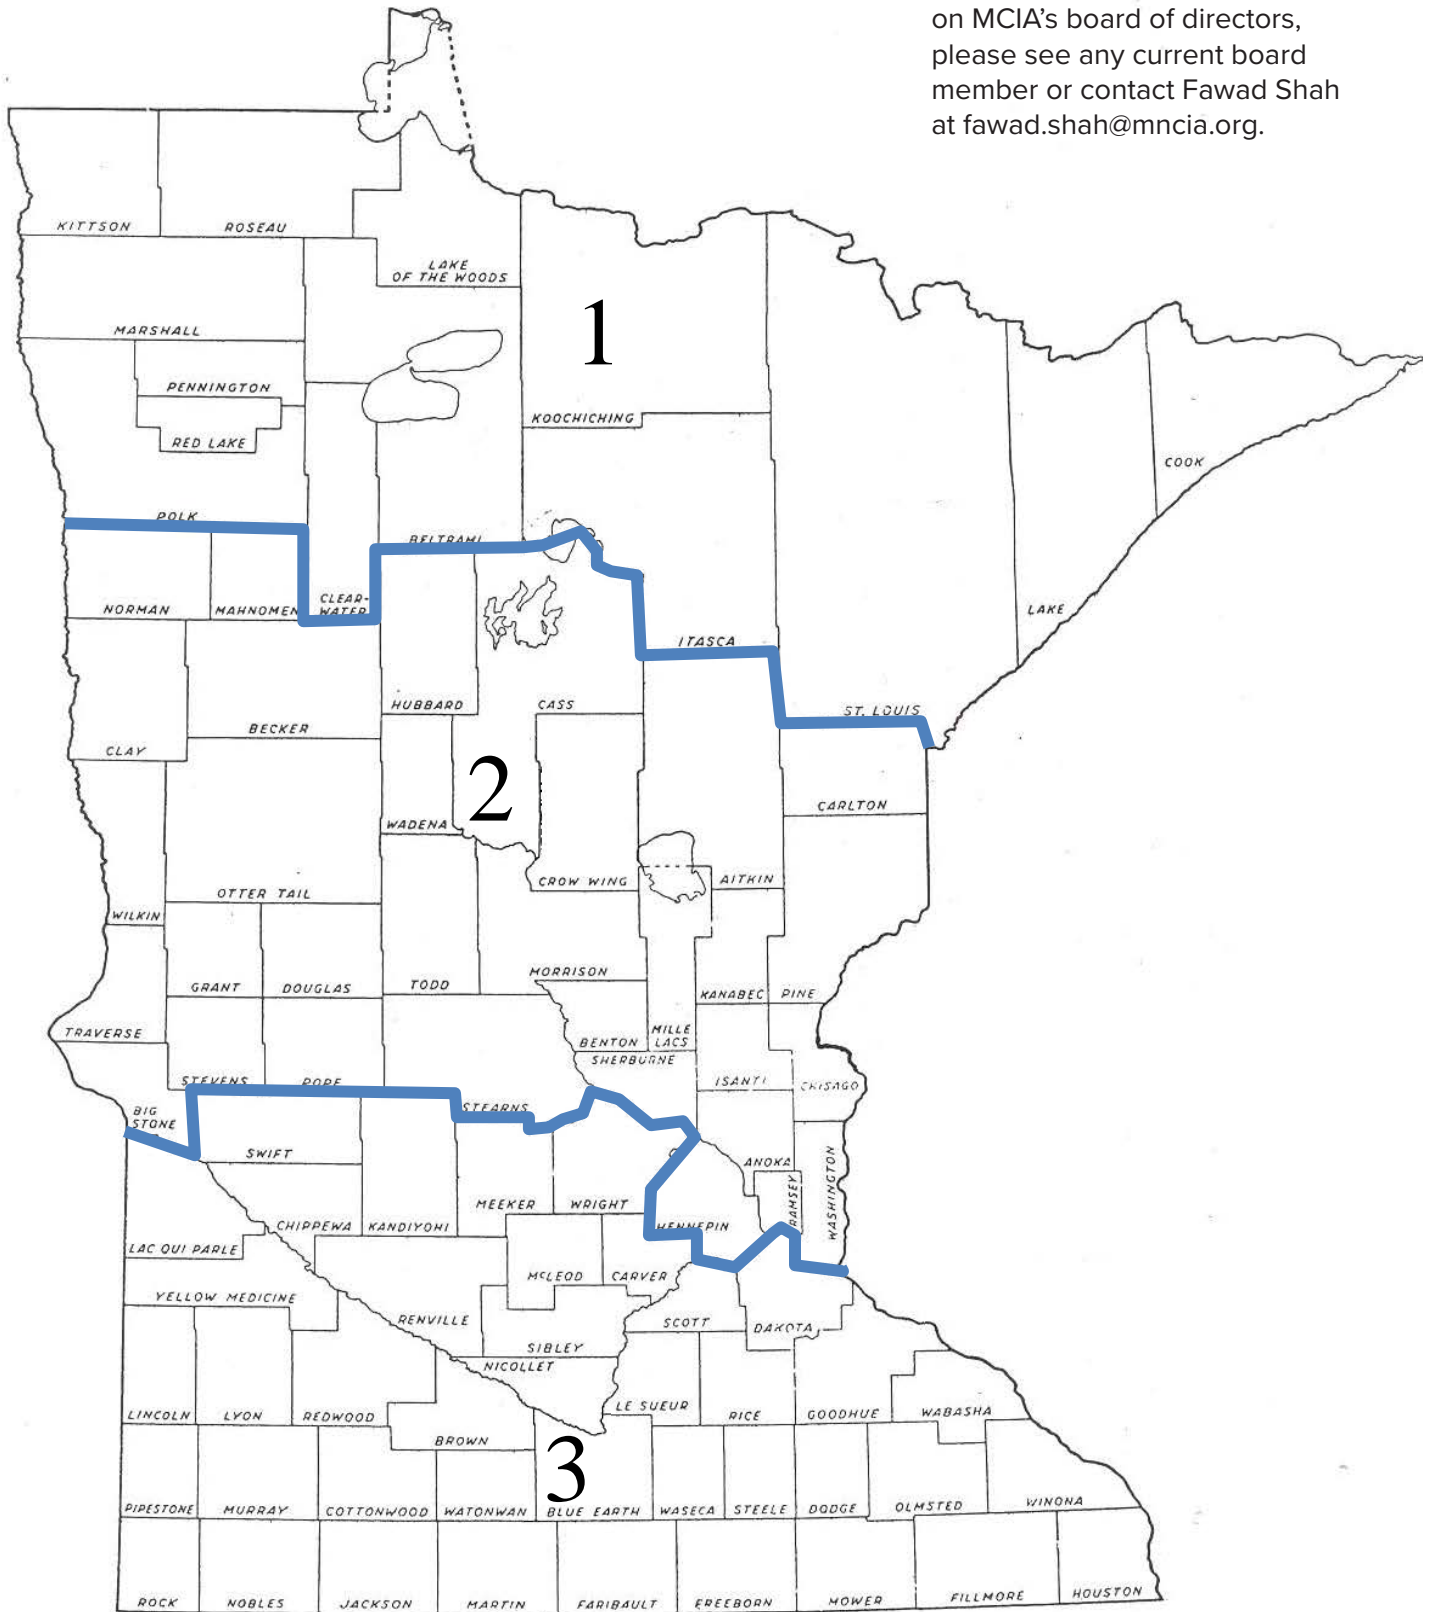 on MCIA’s board of directors,
please see any current board
member or contact Fawad Shah
at fawad.shah@mncia.org.
KITTSON
ROSEAU
LAKE
OF THE WOODS
1
MARSHALL
PENNINGTON
RED LAKE
KOOCHICHING
COOK
POLK
BELTRAMI
NORMAN
MAHNOMEN
CLEAR-
WATER
LAKE
ITASCA
HUBBARD
CASS
ST. LOUIS
BECKER
CLAY
2
WADENA
CARLTON
CROW WING
AITKIN
OTTER TAIL
WILKIN
GRANT
DOUGLAS
TODD
MORRISON
KANABEC
PINE
TRAVERSE
BENTON
MILLE
LACS
SHERBURNE
STEVENS
POPE
ISANTI
CHISAGO
BIG
STONE
STEARNS
SWIFT
ANOKA
RAMSEY
WASHINGTON
MEEKER
WRIGHT
CHIPPEWA
KANDIYOHI
HENNEPIN
LAC QUI PARLE
McLEOD
CARVER
YELLOW MEDICINE
RENVILLE
SCOTT
DAKOTA
SIBLEY
NICOLLET
LINCOLN
LYON
REDWOOD
LE SUEUR
RICE
GOODHUE
WABASHA
BROWN
3
PIPESTONE
MURRAY
COTTONWOOD
WATONWAN
BLUE EARTH
WASECA
STEELE
DODGE
OLMSTED
WINONA
ROCK
NOBLES
JACKSON
MARTIN
FARIBAULT
FREEBORN
MOWER
FILLMORE
HOUSTON